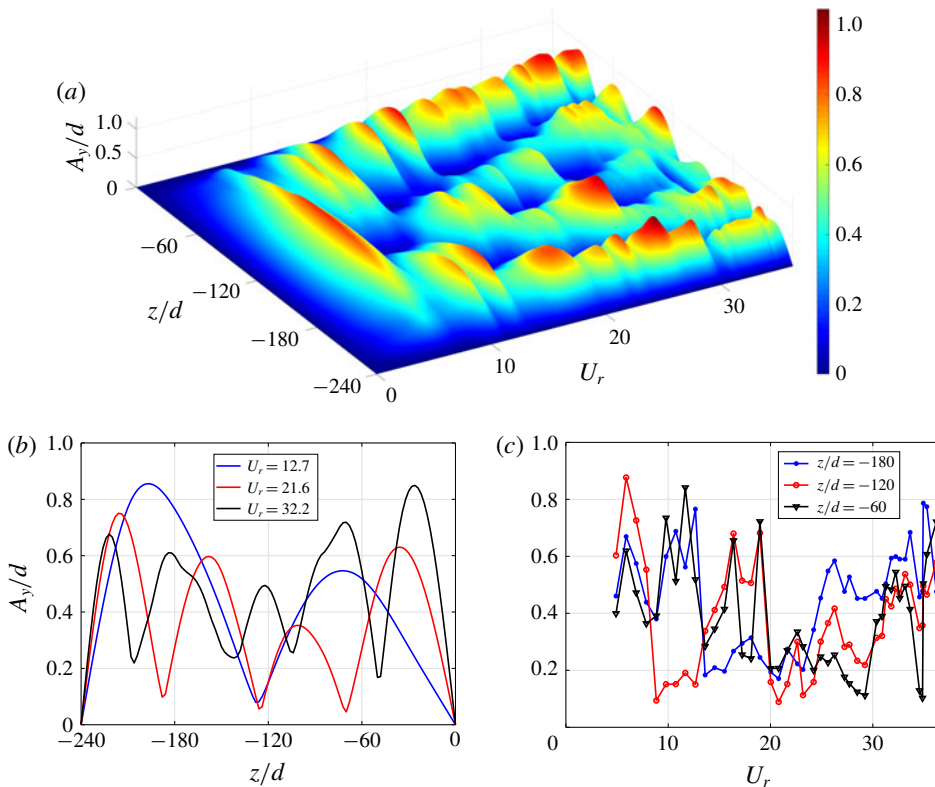 (a)
A_y/d
1.0
0.5
0
−60
−120
−180
−240
z/d
0
10
20
30
U_r
1.0
0.8
0.6
0.4
0.2
0
(b)
1.0
0.8
0.6
0.4
0.2
0
A_y/d
U_r = 12.7
U_r = 21.6
U_r = 32.2
−240
−180
−120
−60
0
z/d
(c)
1.0
0.8
0.6
0.4
0.2
z/d = −180
z/d = −120
z/d = −60
0
10
20
30
U_r